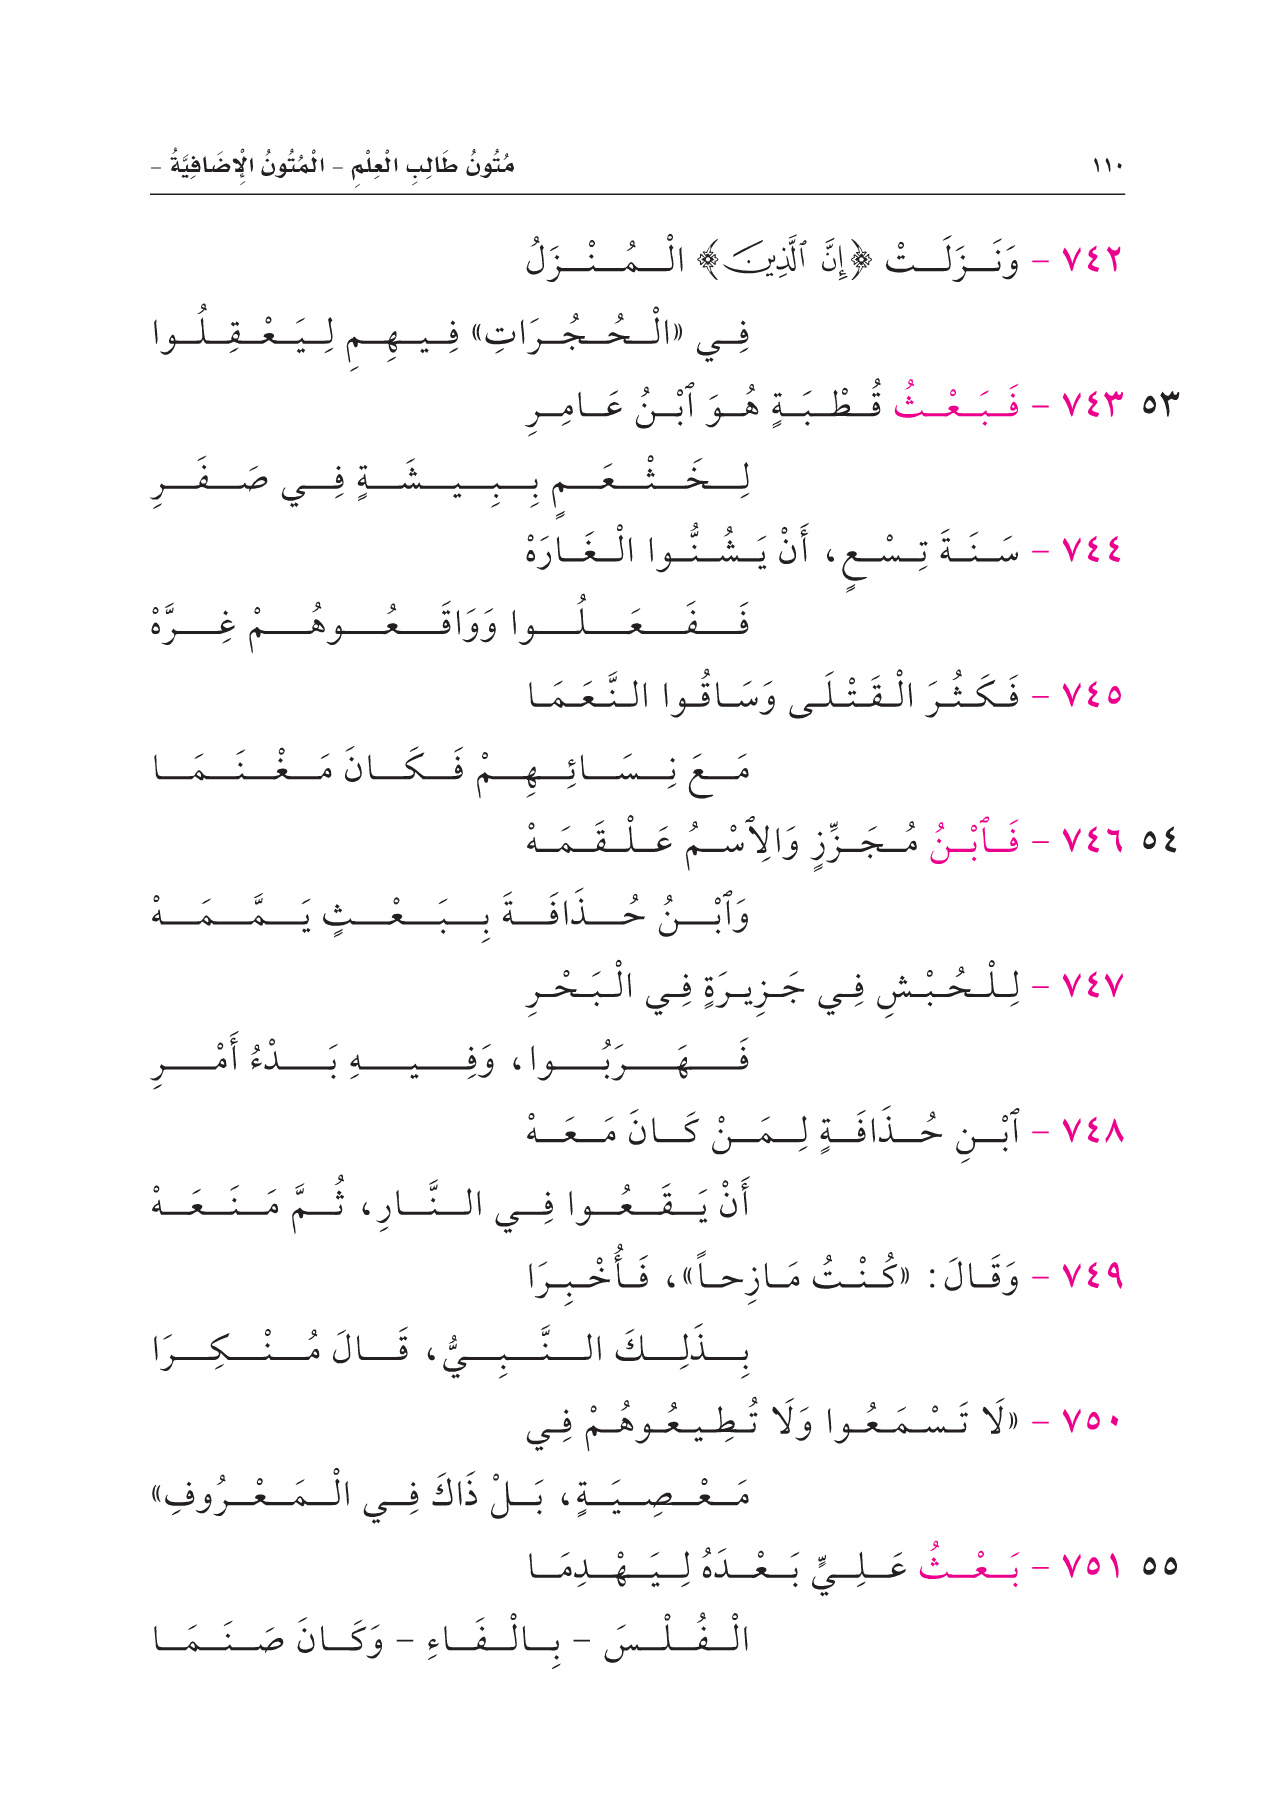 ١١٠ مُتُونُ طَالِبِ الْعِلْمِ – الْمُتُونُ الْإِضَافِيَّةُ –
٧٤٢ – وَنَزَلَتْ ﴿إِنَّ ٱلَّذِينَ﴾ الْمُنْزَلُ
فِي «الْحُجُرَاتِ» فِيهِمِ لِيَعْقِلُوا
٥٣ ٧٤٣ – فَبَعْثُ قُطْبَةٍ هُوَ ٱبْنُ عَامِرِ
لِخَثْعَمٍ بِبِيشَةٍ فِي صَفَرِ
٧٤٤ – سَنَةَ تِسْعٍ، أَنْ يَشُنُّوا الْغَارَهْ
فَفَعَلُوا وَوَاقَعُوهُمْ غِرَّهْ
٧٤٥ – فَكَثُرَ الْقَتْلَى وَسَاقُوا النَّعَمَا
مَعَ نِسَائِهِمْ فَكَانَ مَغْنَمَا
٥٤ ٧٤٦ – فَٱبْنُ مُجَزِّزٍ وَالِٱسْمُ عَلْقَمَهْ
وَٱبْنُ حُذَافَةَ بِبَعْثٍ يَمَّمَهْ
٧٤٧ – لِلْحُبْشِ فِي جَزِيرَةٍ فِي الْبَحْرِ
فَهَرَبُوا، وَفِيهِ بَدْءُ أَمْرِ
٧٤٨ – ٱبْنِ حُذَافَةٍ لِمَنْ كَانَ مَعَهْ
أَنْ يَقَعُوا فِي النَّارِ، ثُمَّ مَنَعَهْ
٧٤٩ – وَقَالَ: «كُنْتُ مَازِحاً»، فَأُخْبِرَا
بِذَلِكَ النَّبِيُّ، قَالَ مُنْكِرَا
٧٥٠ – «لَا تَسْمَعُوا وَلَا تُطِيعُوهُمْ فِي
مَعْصِيَةٍ، بَلْ ذَاكَ فِي الْمَعْرُوفِ»
٥٥ ٧٥١ – بَعْثُ عَلِيٍّ بَعْدَهُ لِيَهْدِمَا
الْفُلْسَ – بِالْفَاءِ – وَكَانَ صَنَمَا